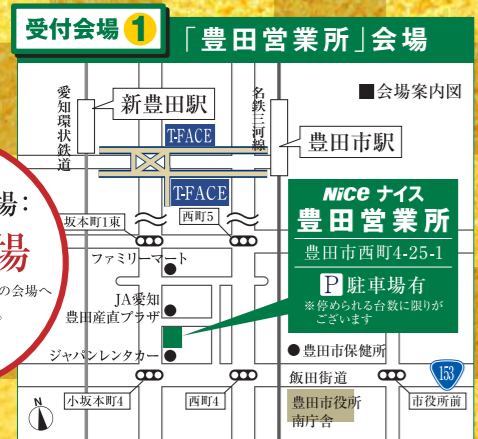 受付会場 1
「豊田営業所」会場
■会場案内図
愛知環状鉄道
新豊田駅
名鉄三河線
豊田市駅
T-FACE
T-FACE
場:
場
の会場へ
。
坂本町1東
西町5
ファミリーマート
JA愛知
豊田産直プラザ
ジャパンレンタカー
NICE ナイス
豊田営業所
豊田市西町4-25-1
P 駐車場有
※停められる台数に限りが
ございます
●豊田市保健所
飯田街道
153
N
小坂本町4
西町4
豊田市役所
南庁舎
市役所前